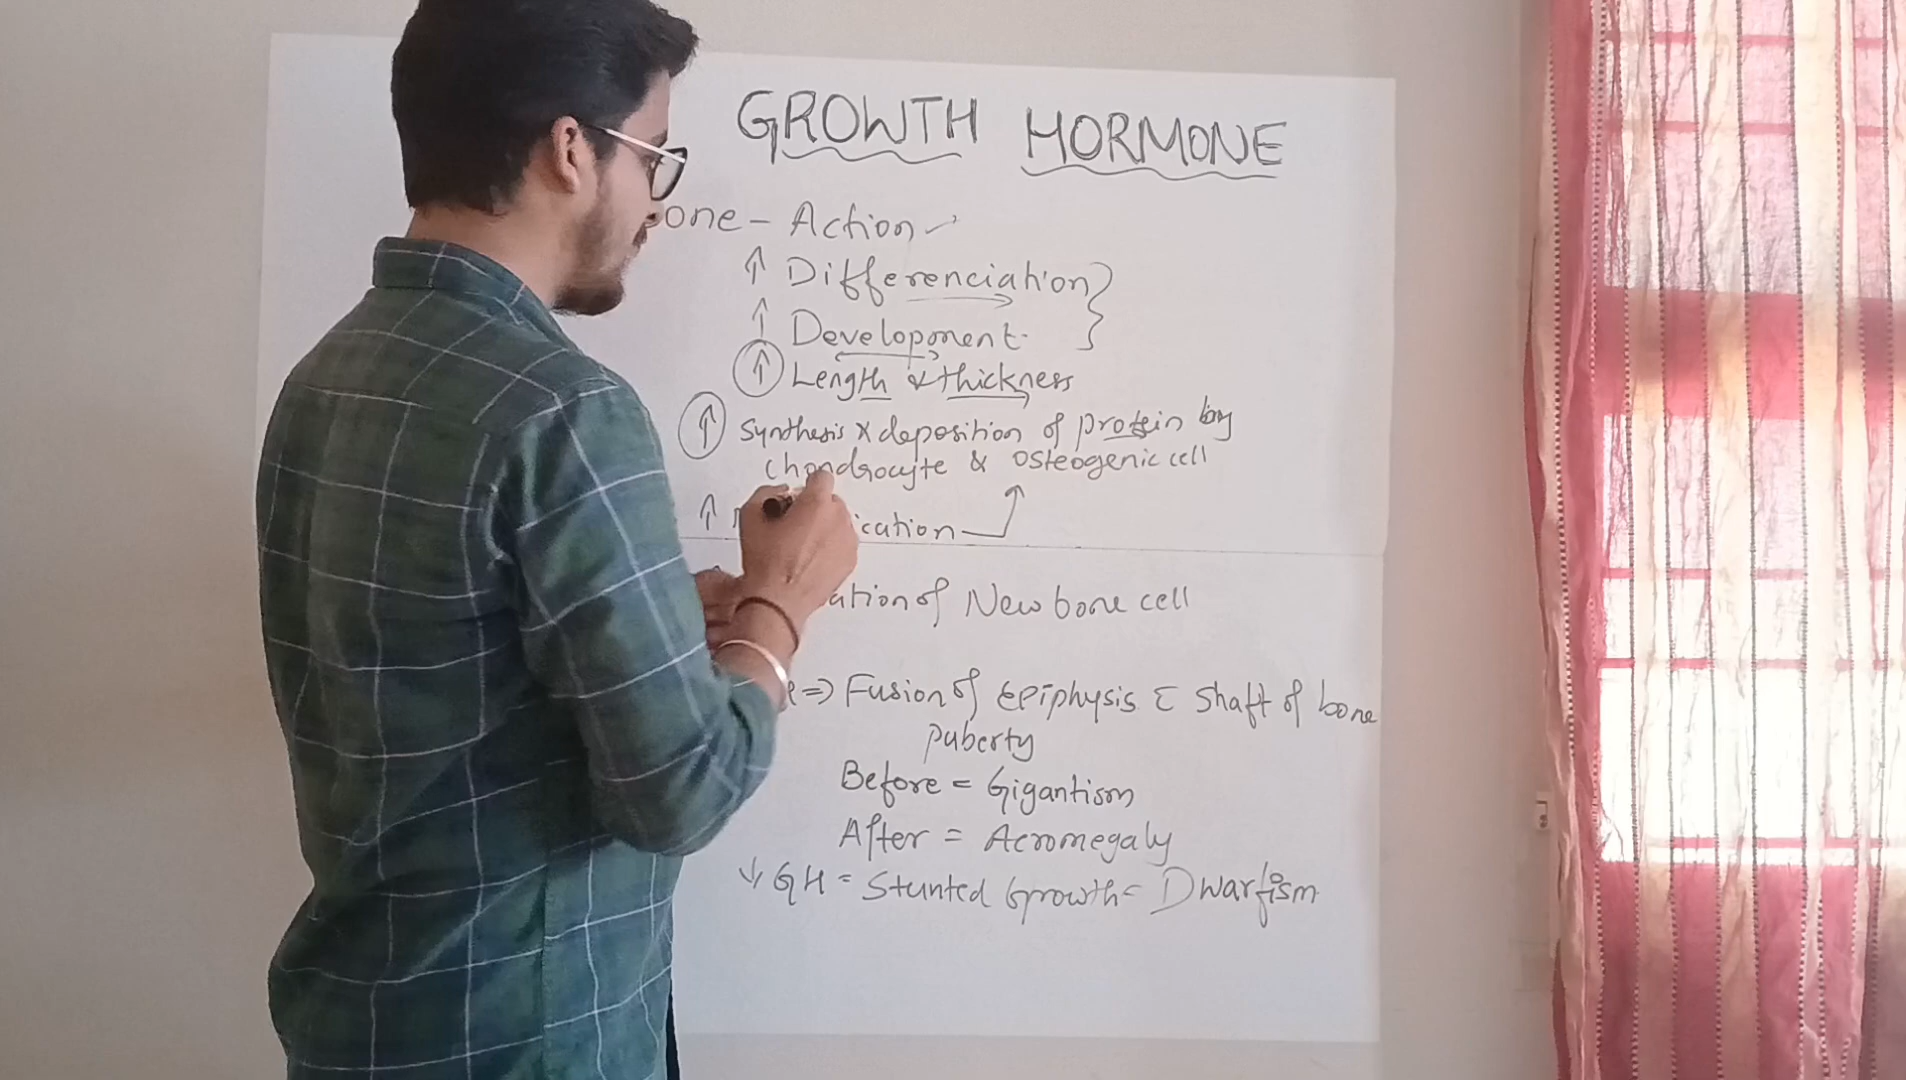 GROWTH HORMONE
one - Action
↑ Differenciation }
↑ Development.
↑ Length & thickness
↑ Synthesis & deposition of protein by
chondrocyte & Osteogenic cell
↑ ication
ation of New bone cell
⇒ Fusion of Epiphysis c Shaft of bone
puberty
Before = Gigantism
After = Acromegaly
↓ GH = Stunted Growth = Dwarfism